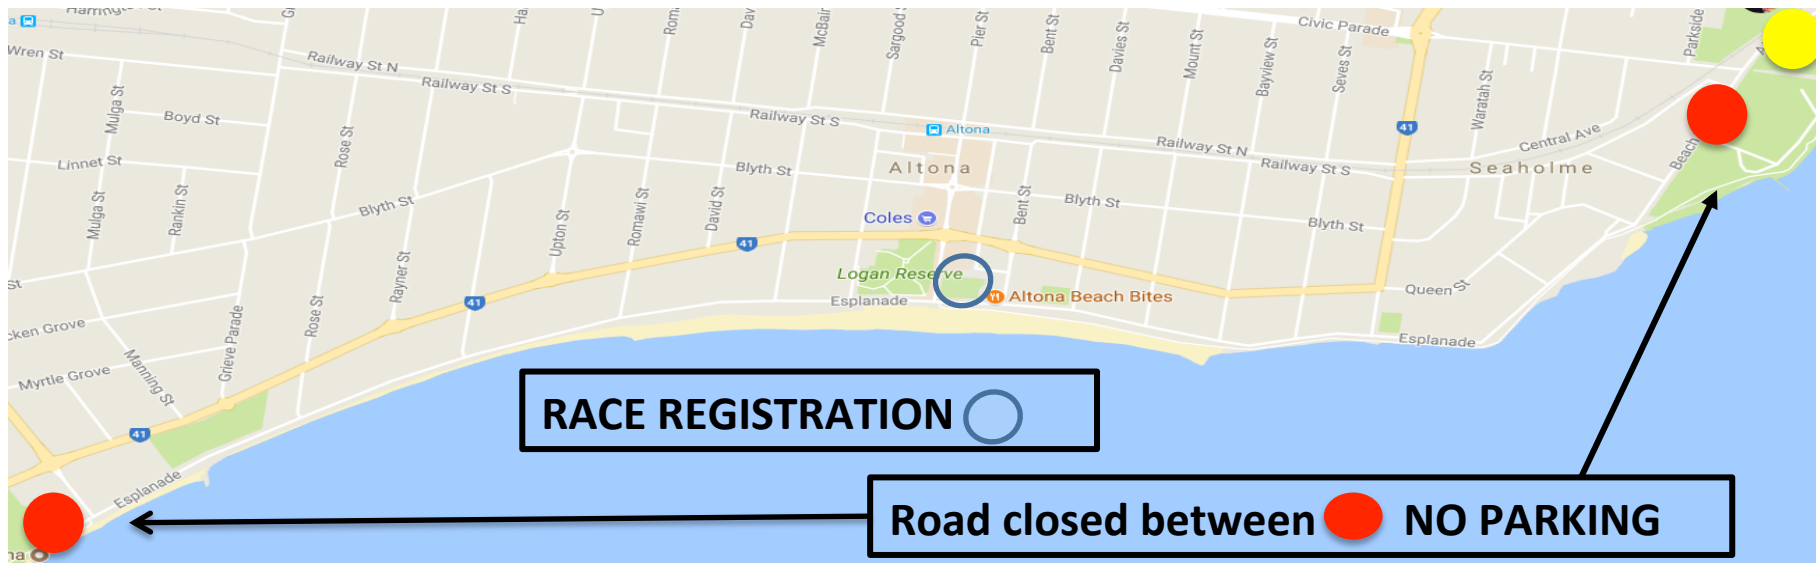 Harrington St
Civic Parade
Wren St
Railway St N
Railway St S
Mulga St
Boyd St
Rose St
McBain
Sargood
Pier St
Bent St
Davies St
Mount St
Bayview St
Seves St
Parkside
Waratah St
Railway St S
Altona
41
Railway St N
Central Ave
Linnet St
Blyth St
Altona
Railway St S
Seaholme
Beach
Mulga St
Rankin St
Blyth St
Upton St
Romawi St
David St
Coles
Bent St
Blyth St
Blyth St
41
Rayner St
Logan Reserve
Esplanade
Altona Beach Bites
Queen St
41
Rose St
cken Grove
Grieve Parade
Esplanade
Myrtle Grove
Manning St
RACE REGISTRATION
41
Esplanade
Road closed between NO PARKING
na